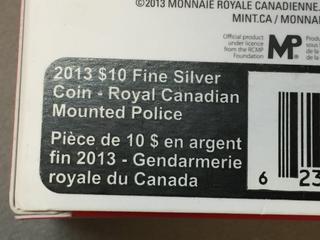 ©2013 MONNAIE ROYALE CANADIENNE.
MINT.CA / MONNAI
Official product
under licence
from the RCMP
Foundation
MP
2013 $10 Fine Silver
Coin - Royal Canadian
Mounted Police
Pièce de 10 $ en argent
fin 2013 - Gendarmerie
royale du Canada
6 23